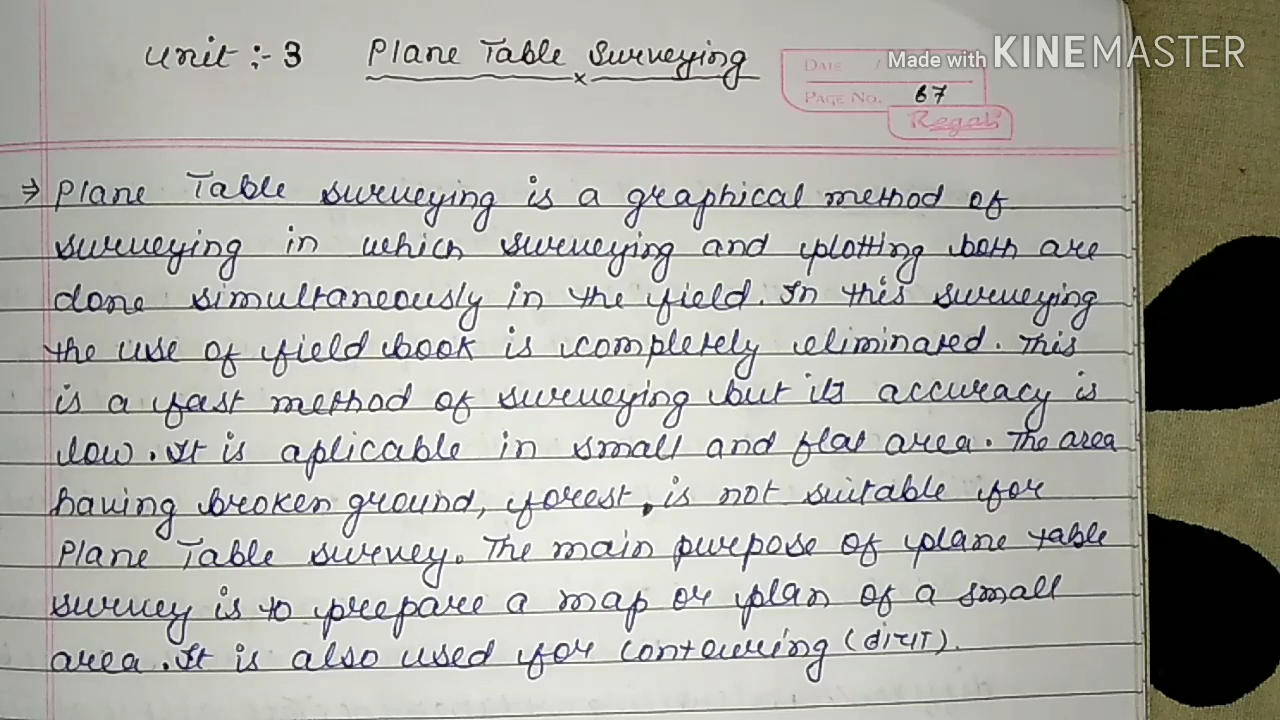 Unit :- 3 Plane Table Surveying
Made with KINEMASTER
DATE
PAGE NO. 67
Regal
⇒ Plane Table surveying is a graphical method of
surveying in which surveying and plotting both are
done simultaneously in the field. In this surveying
the use of field book is completely eliminated. This
is a fast method of surveying but its accuracy is
low. It is aplicable in small and flat area. The area
having broken ground, forest, is not suitable for
Plane Table survey. The main purpose of plane table
survey is to prepare a map or plan of a small
area. It is also used for contouring ( ).